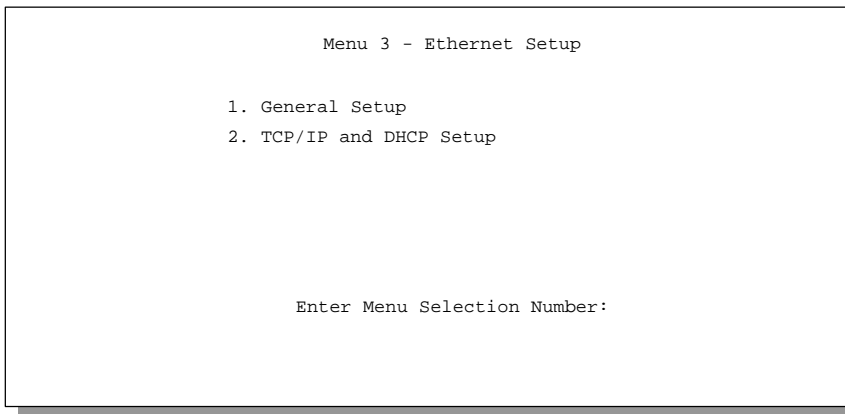 Menu 3 - Ethernet Setup
1. General Setup
2. TCP/IP and DHCP Setup
Enter Menu Selection Number: